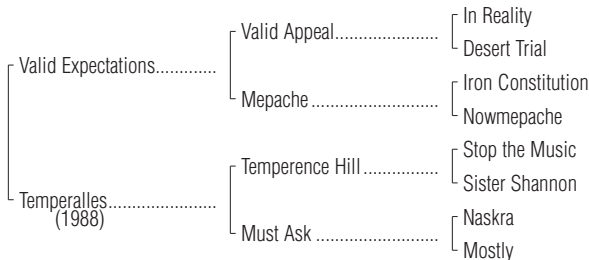 In Reality
Valid Appeal........................
Desert Trial
Valid Expectations.............
Iron Constitution
Mepache.............................
Nowmepache
Stop the Music
Temperence Hill.................
Sister Shannon
Temperalles........................
(1988)
Naskra
Must Ask ............................
Mostly